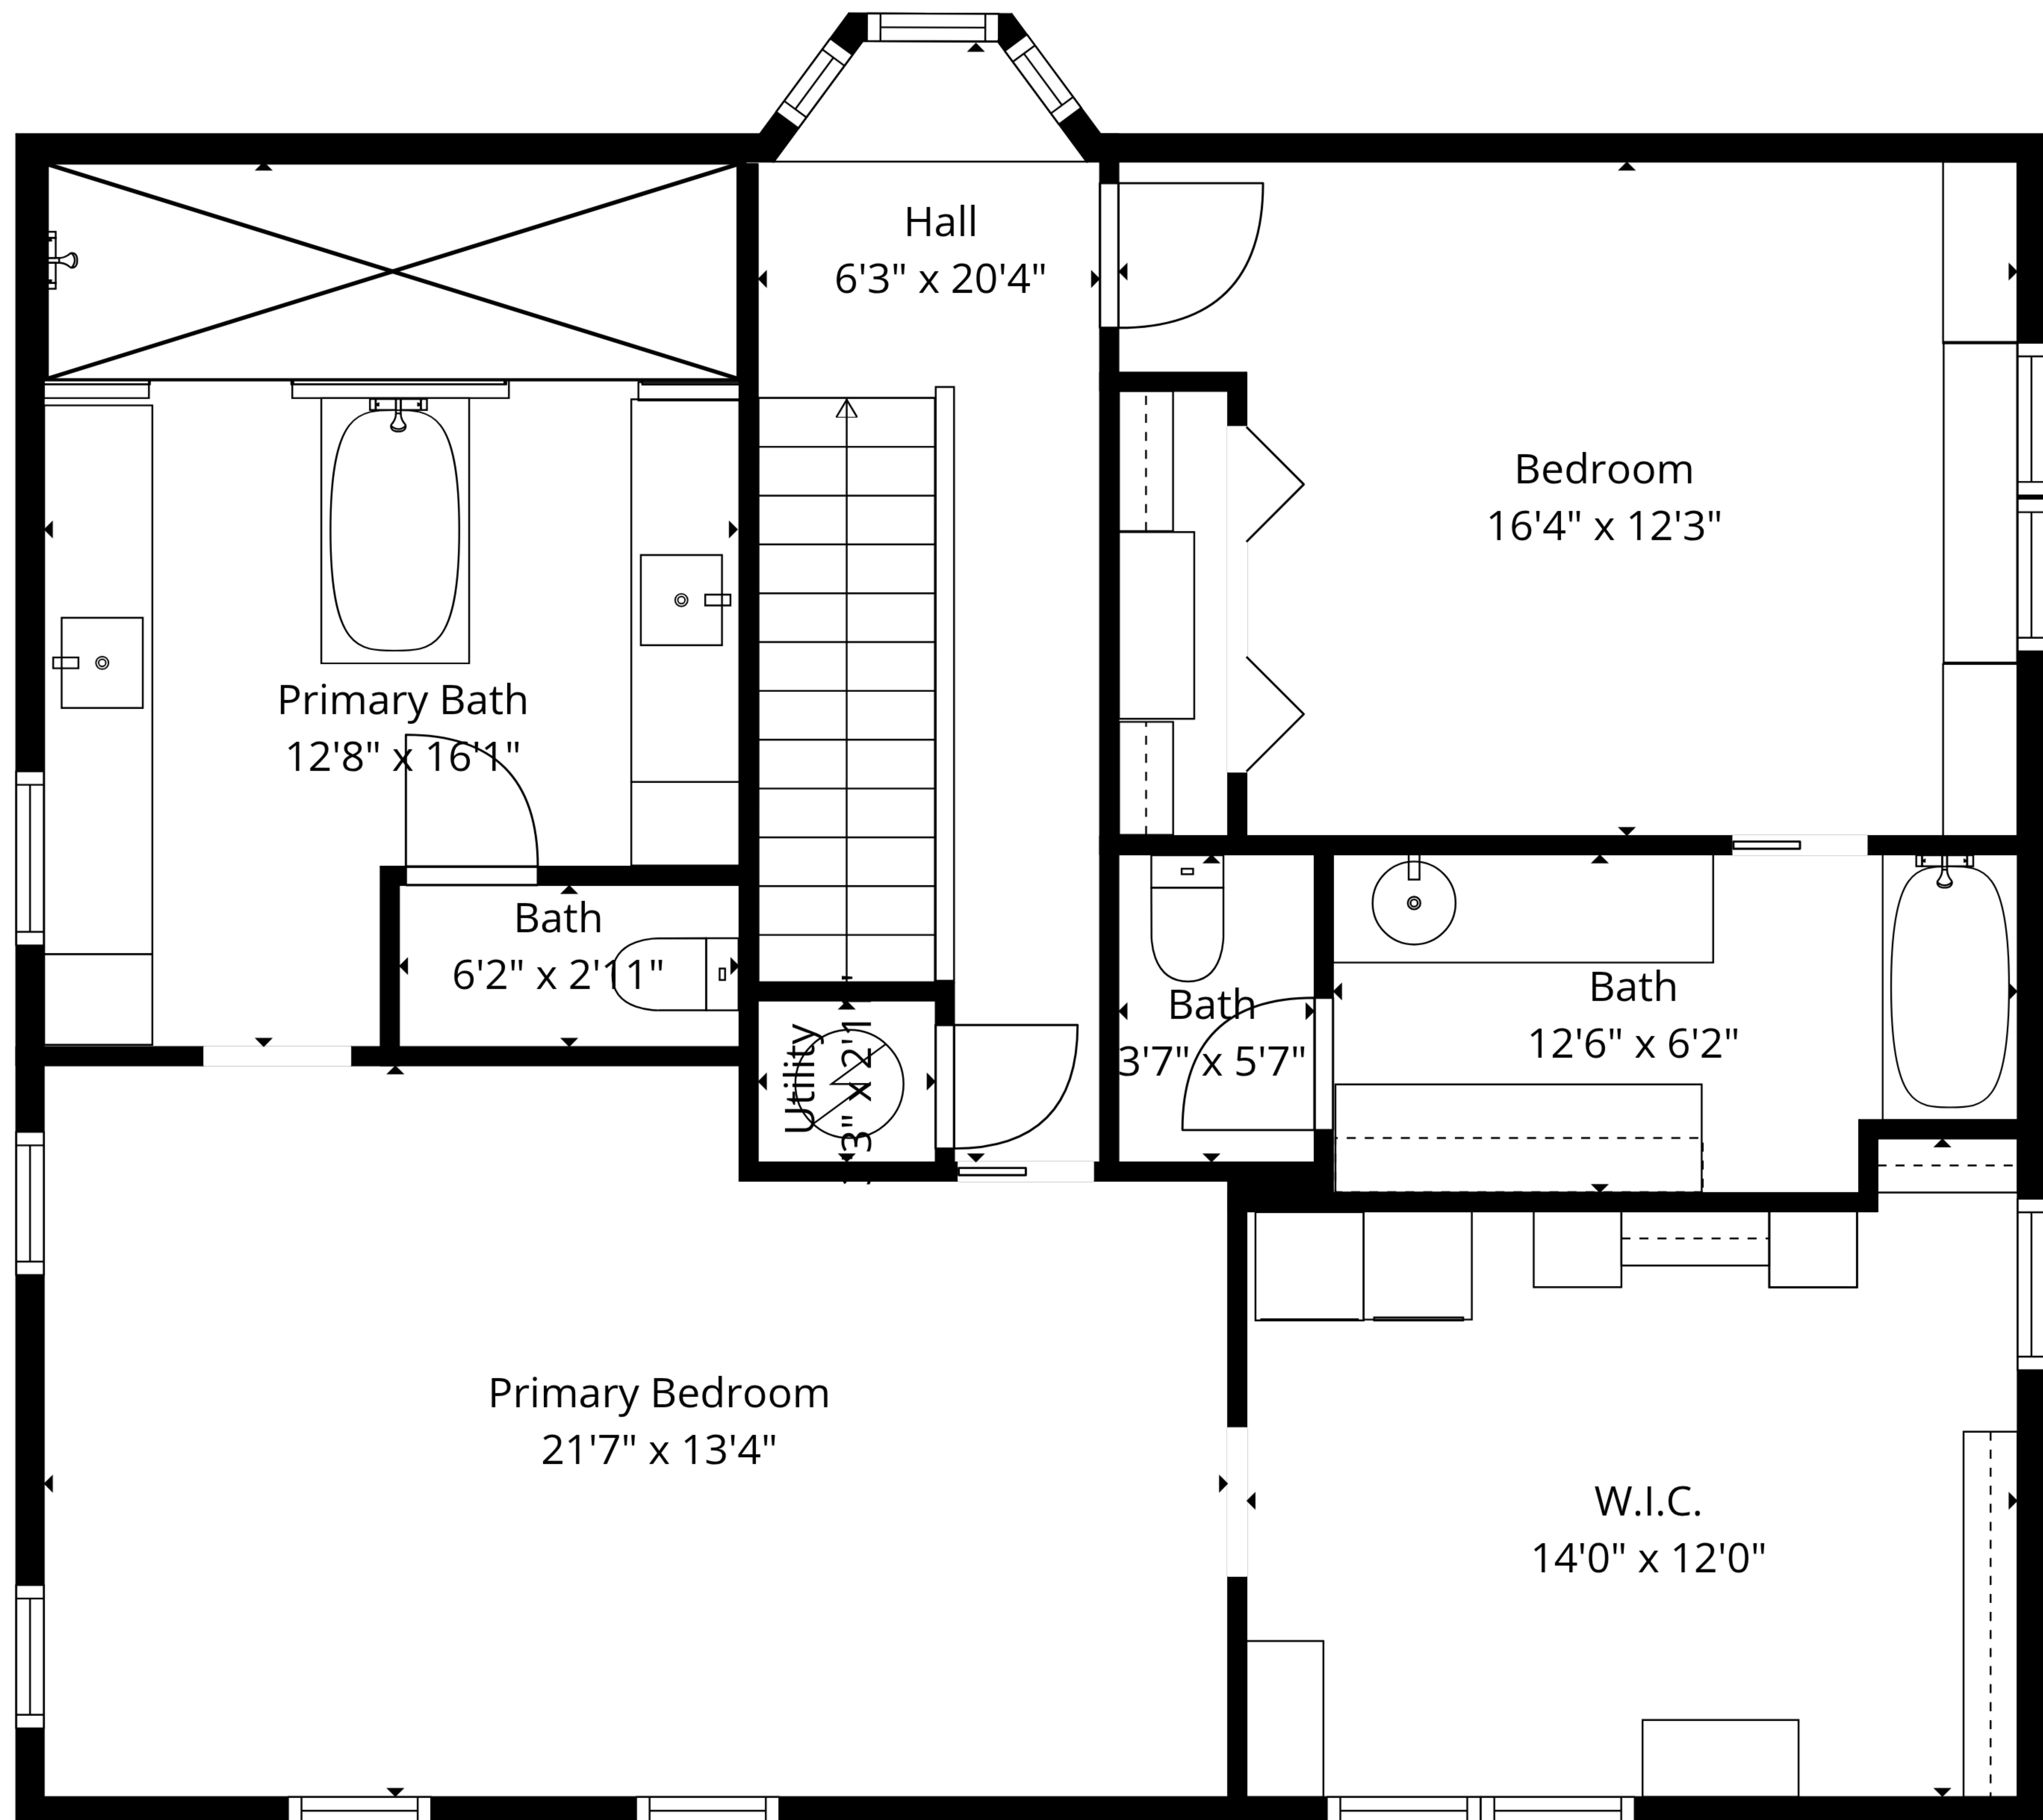 Hall
6'3" x 20'4"
Bedroom
16'4" x 12'3"
Primary Bath
12'8" x 16'1"
Bath
6'2" x 2'11"
Bath
12'6" x 6'2"
Bath
3'7" x 5'7"
Utility
Primary Bedroom
21'7" x 13'4"
W.I.C.
14'0" x 12'0"